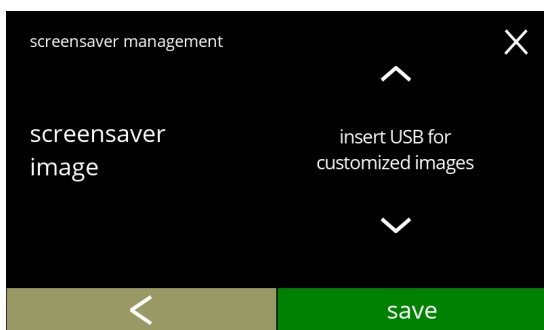 screensaver management
screensaver
image
insert USB for
customized images
save